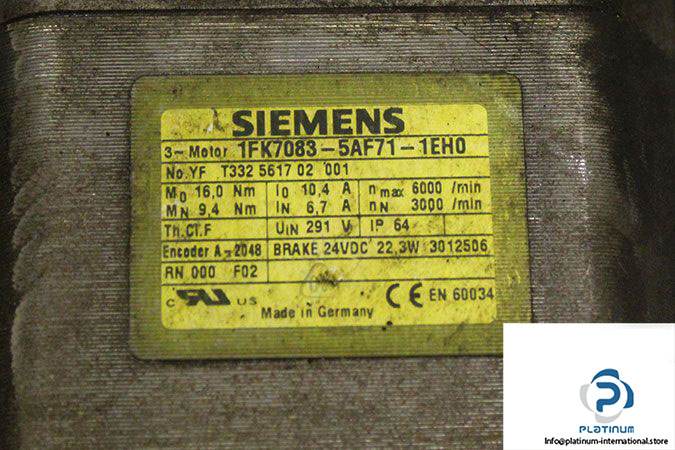 SIEMENS
3~ Motor 1FK7083-5AF71-1EH0
No.YF T332 5617 02 001
M0 16,0 Nm I0 10,4 A n max 6000 /min
MN 9,4 Nm IN 6,7 A nN 3000 /min
Th.Cl.F UIN 291 V IP 64
Encoder A-2048 BRAKE 24VDC 22,3W 3012506
RN 000 F02
C RU US CE EN 60034
Made in Germany
PLATINUM
Info@platinum-international.store